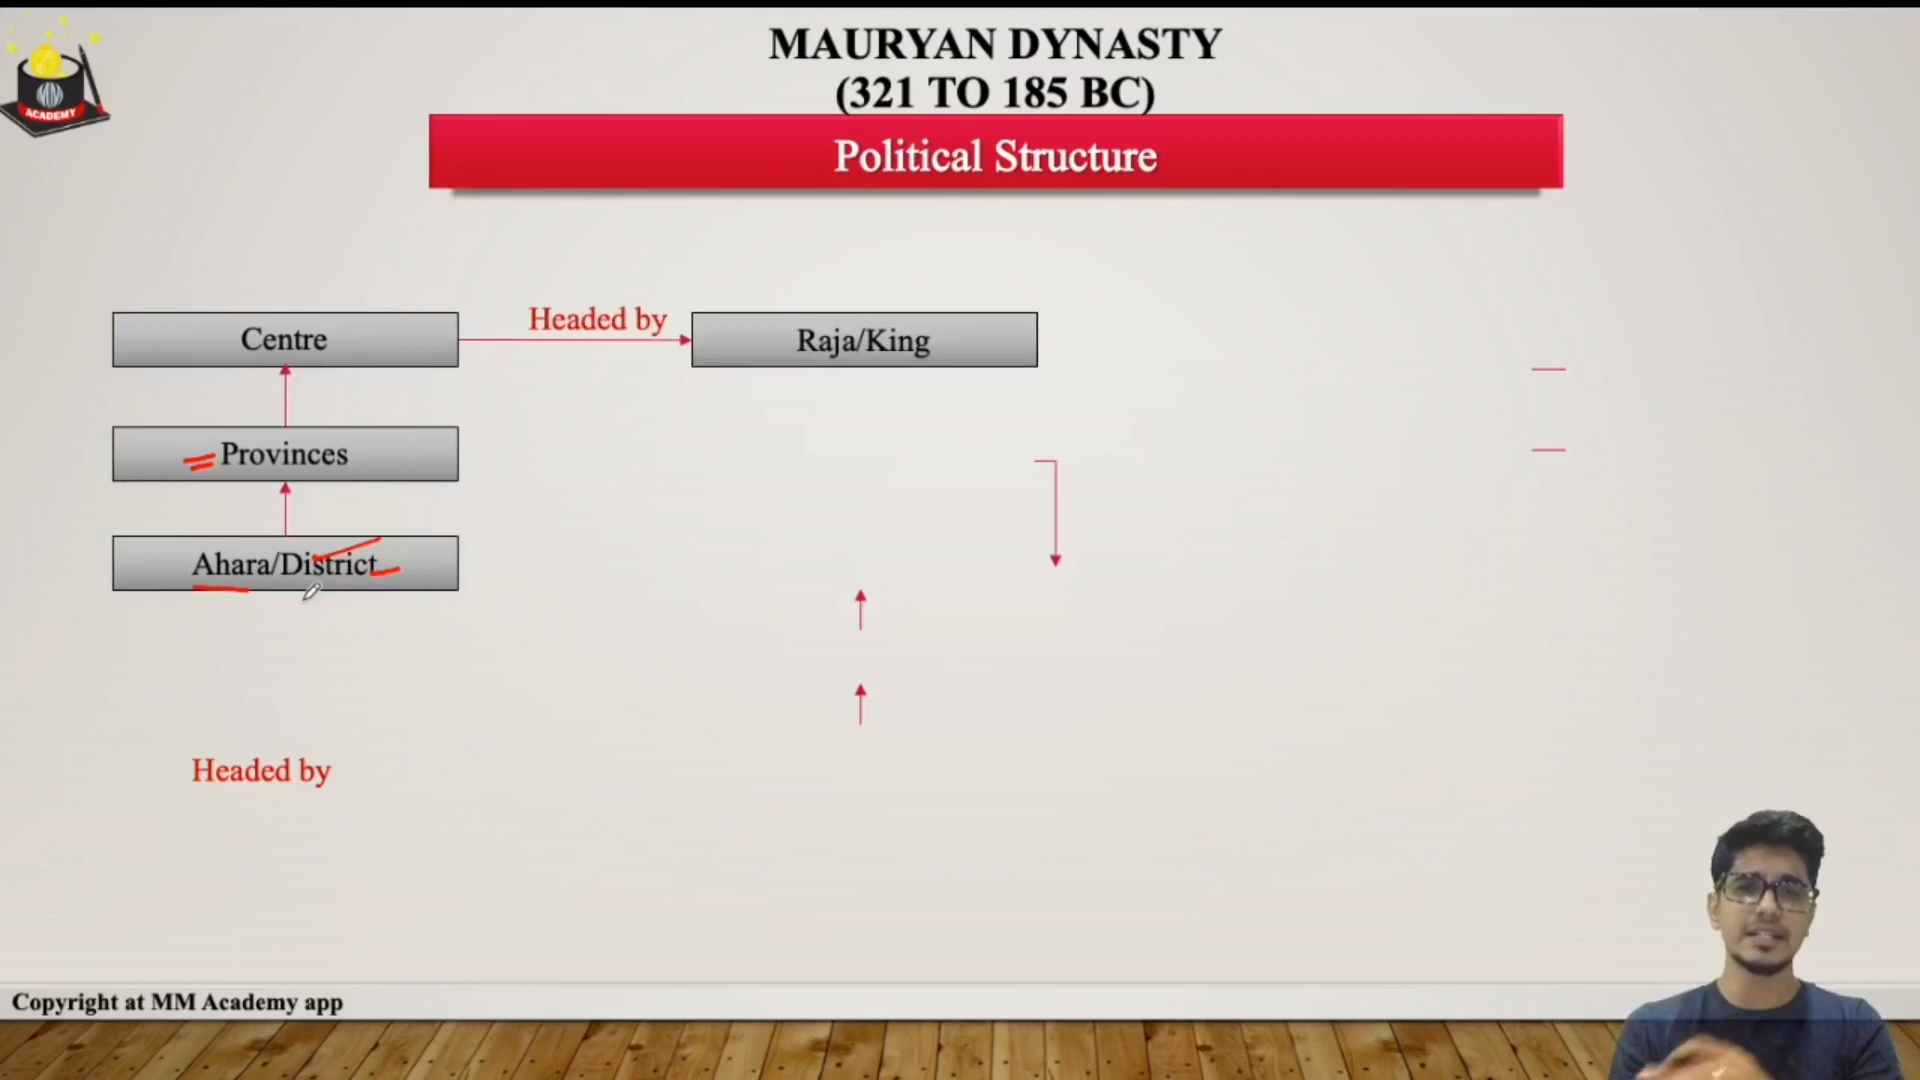 MAURYAN DYNASTY
(321 TO 185 BC)
Political Structure
ACADEMY
Centre
Headed by
Raja/King
Provinces
Ahara/District
Headed by
Copyright at MM Academy app